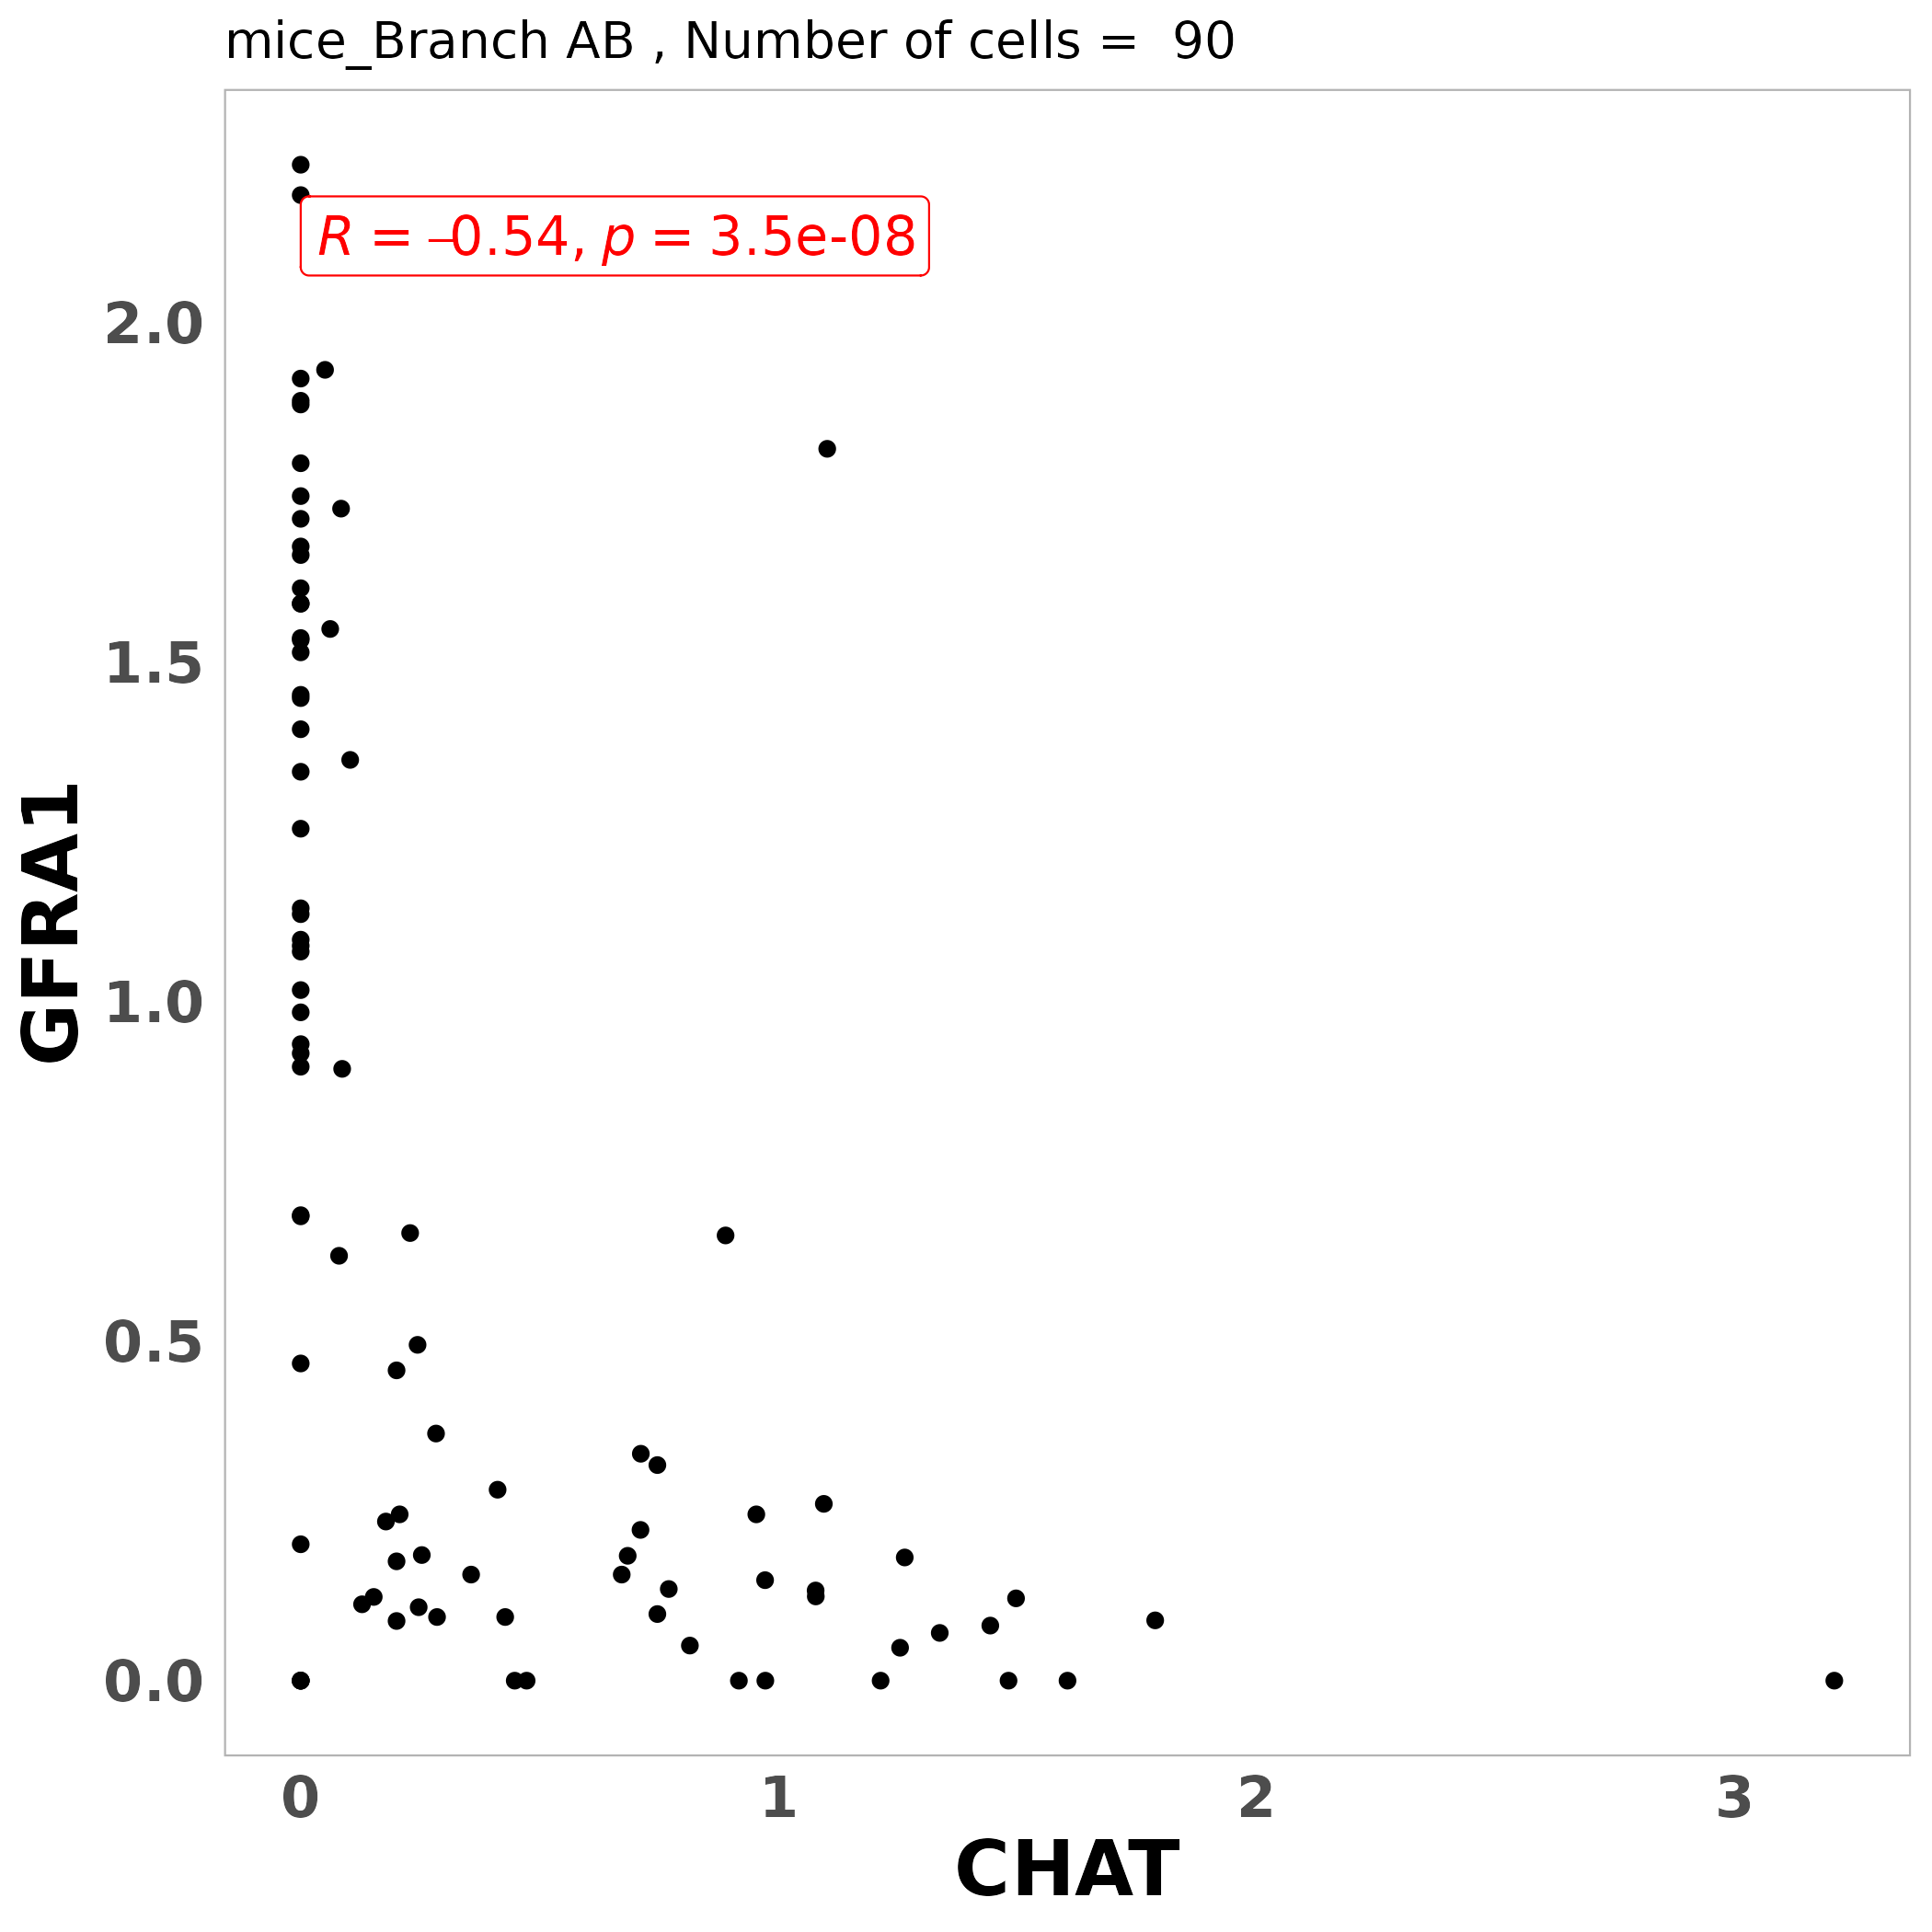 mice_Branch AB , Number of cells =  90
R = –0.54, p = 3.5e-08
2.0
1.5
1.0
0.5
0.0
GFRA1
0 1 2 3
CHAT